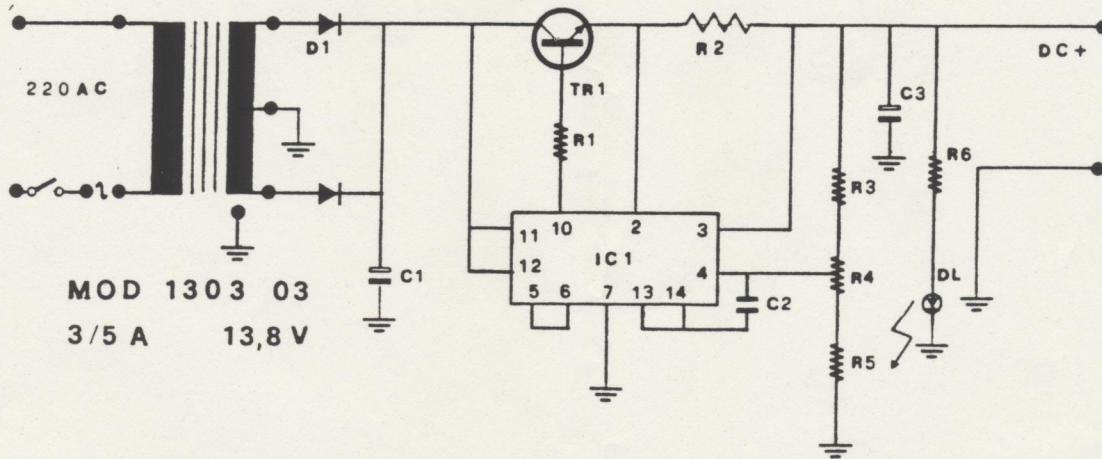 D1
R2
DC+
220AC
TR1
C3
R1
R6
R3
11
10
2
3
IC1
12
4
R4
DL
C1
5
6
7
13
14
C2
MOD 1303 03
3/5 A 13,8 V
R5